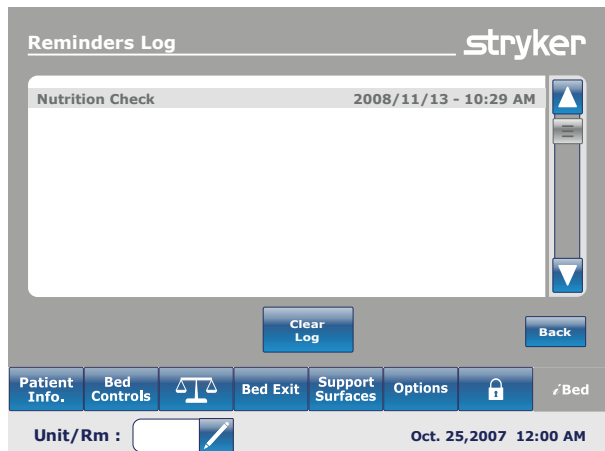 Reminders Log
stryker
Nutrition Check 2008/11/13 - 10:29 AM
Clear
Log
Back
Patient
Info.
Bed
Controls
Bed Exit
Support
Surfaces
Options
iBed
Unit/Rm :
Oct. 25,2007 12:00 AM